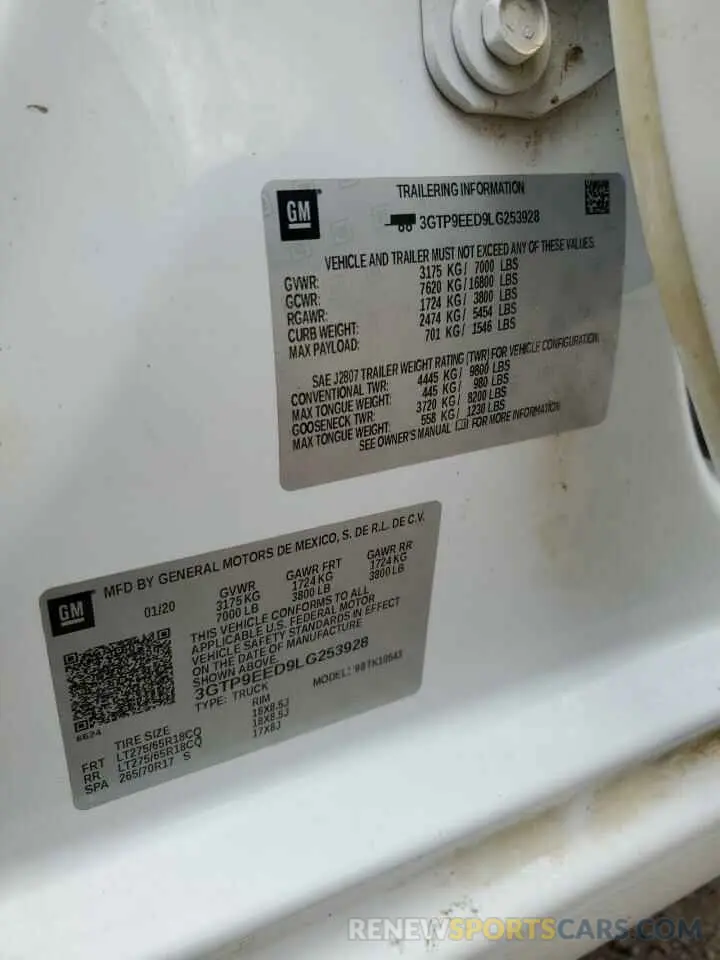 GM
TRAILERING INFORMATION
3GTP9EED9LG253928
VEHICLE AND TRAILER MUST NOT EXCEED ANY OF THESE VALUES.
GVWR: 3175 KG/ 7000 LBS
GCWR: 7620 KG/16800 LBS
RGAWR: 1724 KG/ 3800 LBS
CURB WEIGHT: 2474 KG/ 5454 LBS
MAX PAYLOAD: 701 KG/ 1546 LBS
SAE J2807 TRAILER WEIGHT RATING (TWR) FOR VEHICLE CONFIGURATION
CONVENTIONAL TWR: 4445 KG/ 9800 LBS
MAX TONGUE WEIGHT: 445 KG/ 980 LBS
GOOSENECK TWR: 3720 KG/ 8200 LBS
MAX TONGUE WEIGHT: 558 KG/ 1230 LBS
SEE OWNER'S MANUAL FOR MORE INFORMATION
GM
MFD BY GENERAL MOTORS DE MEXICO, S. DE R.L. DE C.V.
01/20 GVWR GAWR FRT GAWR RR
3175KG 1724KG 1724KG
7000 LB 3800 LB 3800 LB
THIS VEHICLE CONFORMS TO ALL
APPLICABLE U.S. FEDERAL MOTOR
VEHICLE SAFETY STANDARDS IN EFFECT
ON THE DATE OF MANUFACTURE
SHOWN ABOVE.
3GTP9EED9LG253928
TYPE: TRUCK MODEL:
6624
TIRE SIZE RIM
FRT LT275/65R18CQ 18X8.5J
RR LT275/65R18CQ 18X8.5J
SPA 265/70R17 S 17X8J
RENEWSPORTSCARS.COM